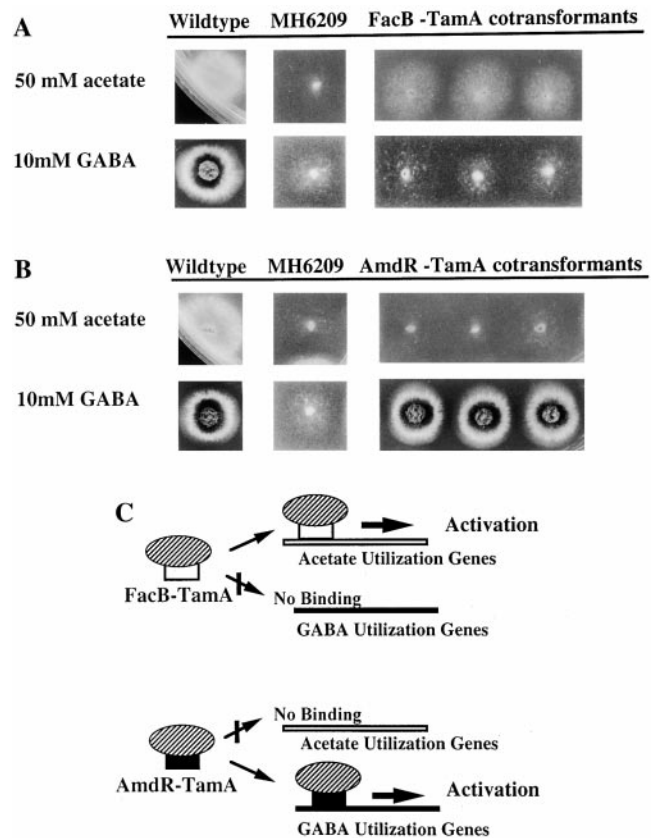 A
Wildtype MH6209 FacB -TamA cotransformants
50 mM acetate
10mM GABA
B
Wildtype MH6209 AmdR -TamA cotransformants
50 mM acetate
10mM GABA
C
Activation
Acetate Utilization Genes
FacB-TamA
No Binding
GABA Utilization Genes
No Binding
Acetate Utilization Genes
AmdR-TamA
Activation
GABA Utilization Genes